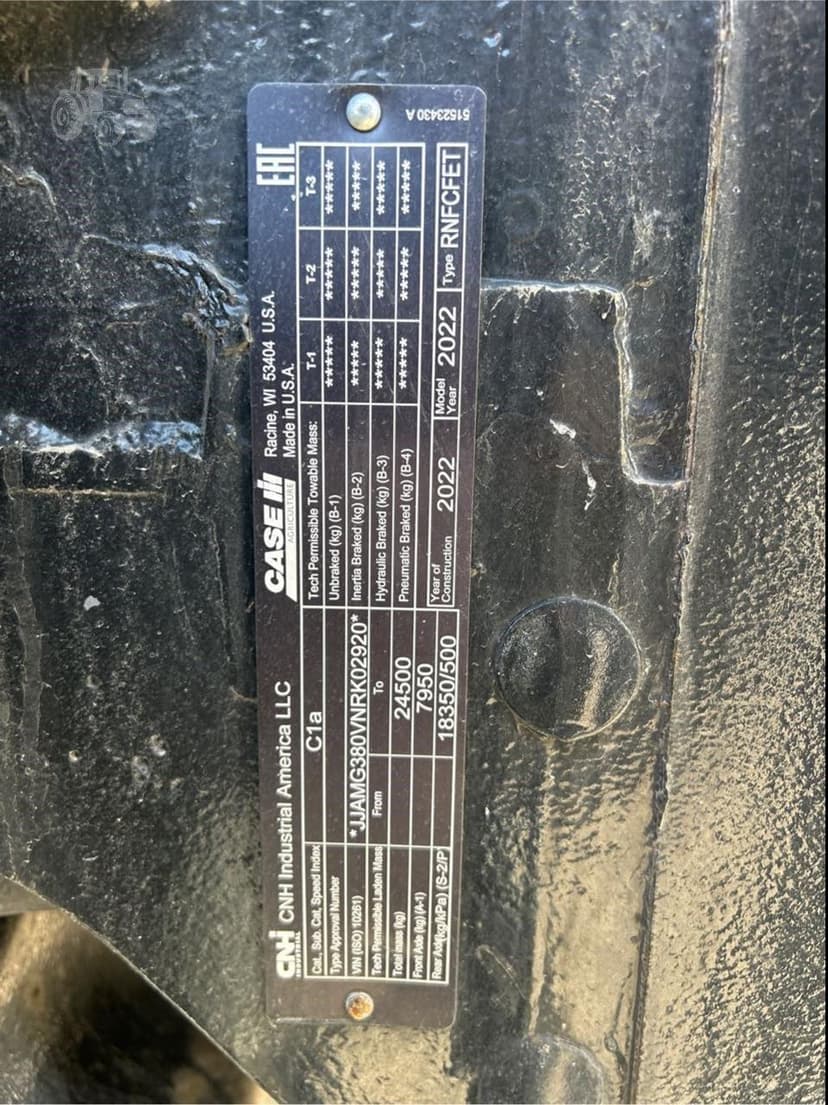 CNH INDUSTRIAL CNH Industrial America LLC CASE IH AGRICULTURE Racine, WI 53404 U.S.A. EAC
Made in U.S.A.
51523430 A
Cat., Sub. Cat, Speed Index C1a
Type Approval Number
VIN (ISO 10261) *JJAMG380VNRK02920*
Tech Permissible Laden Mass From To
Total mass (kg) 24500
Front Axle (kg) (A-1) 7950
Rear Axle(kg/kPa) (S-2/P) 18350/500
Tech Permissible Towable Mass: T-1 T-2 T-3
Unbraked (kg) (B-1) ***** ***** *****
Inertia Braked (kg) (B-2) ***** ***** *****
Hydraulic Braked (kg) (B-3) ***** ***** *****
Pneumatic Braked (kg) (B-4) ***** ***** *****
Year of Construction 2022 Model Year 2022 Type RNFCFET